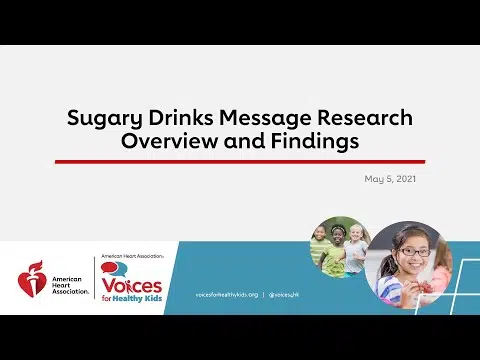 Sugary Drinks Message Research
Overview and Findings
May 5, 2021
American
Heart
Association.
American Heart Association.
Voices
for Healthy Kids
voicesforhealthykids.org | @voices4hk